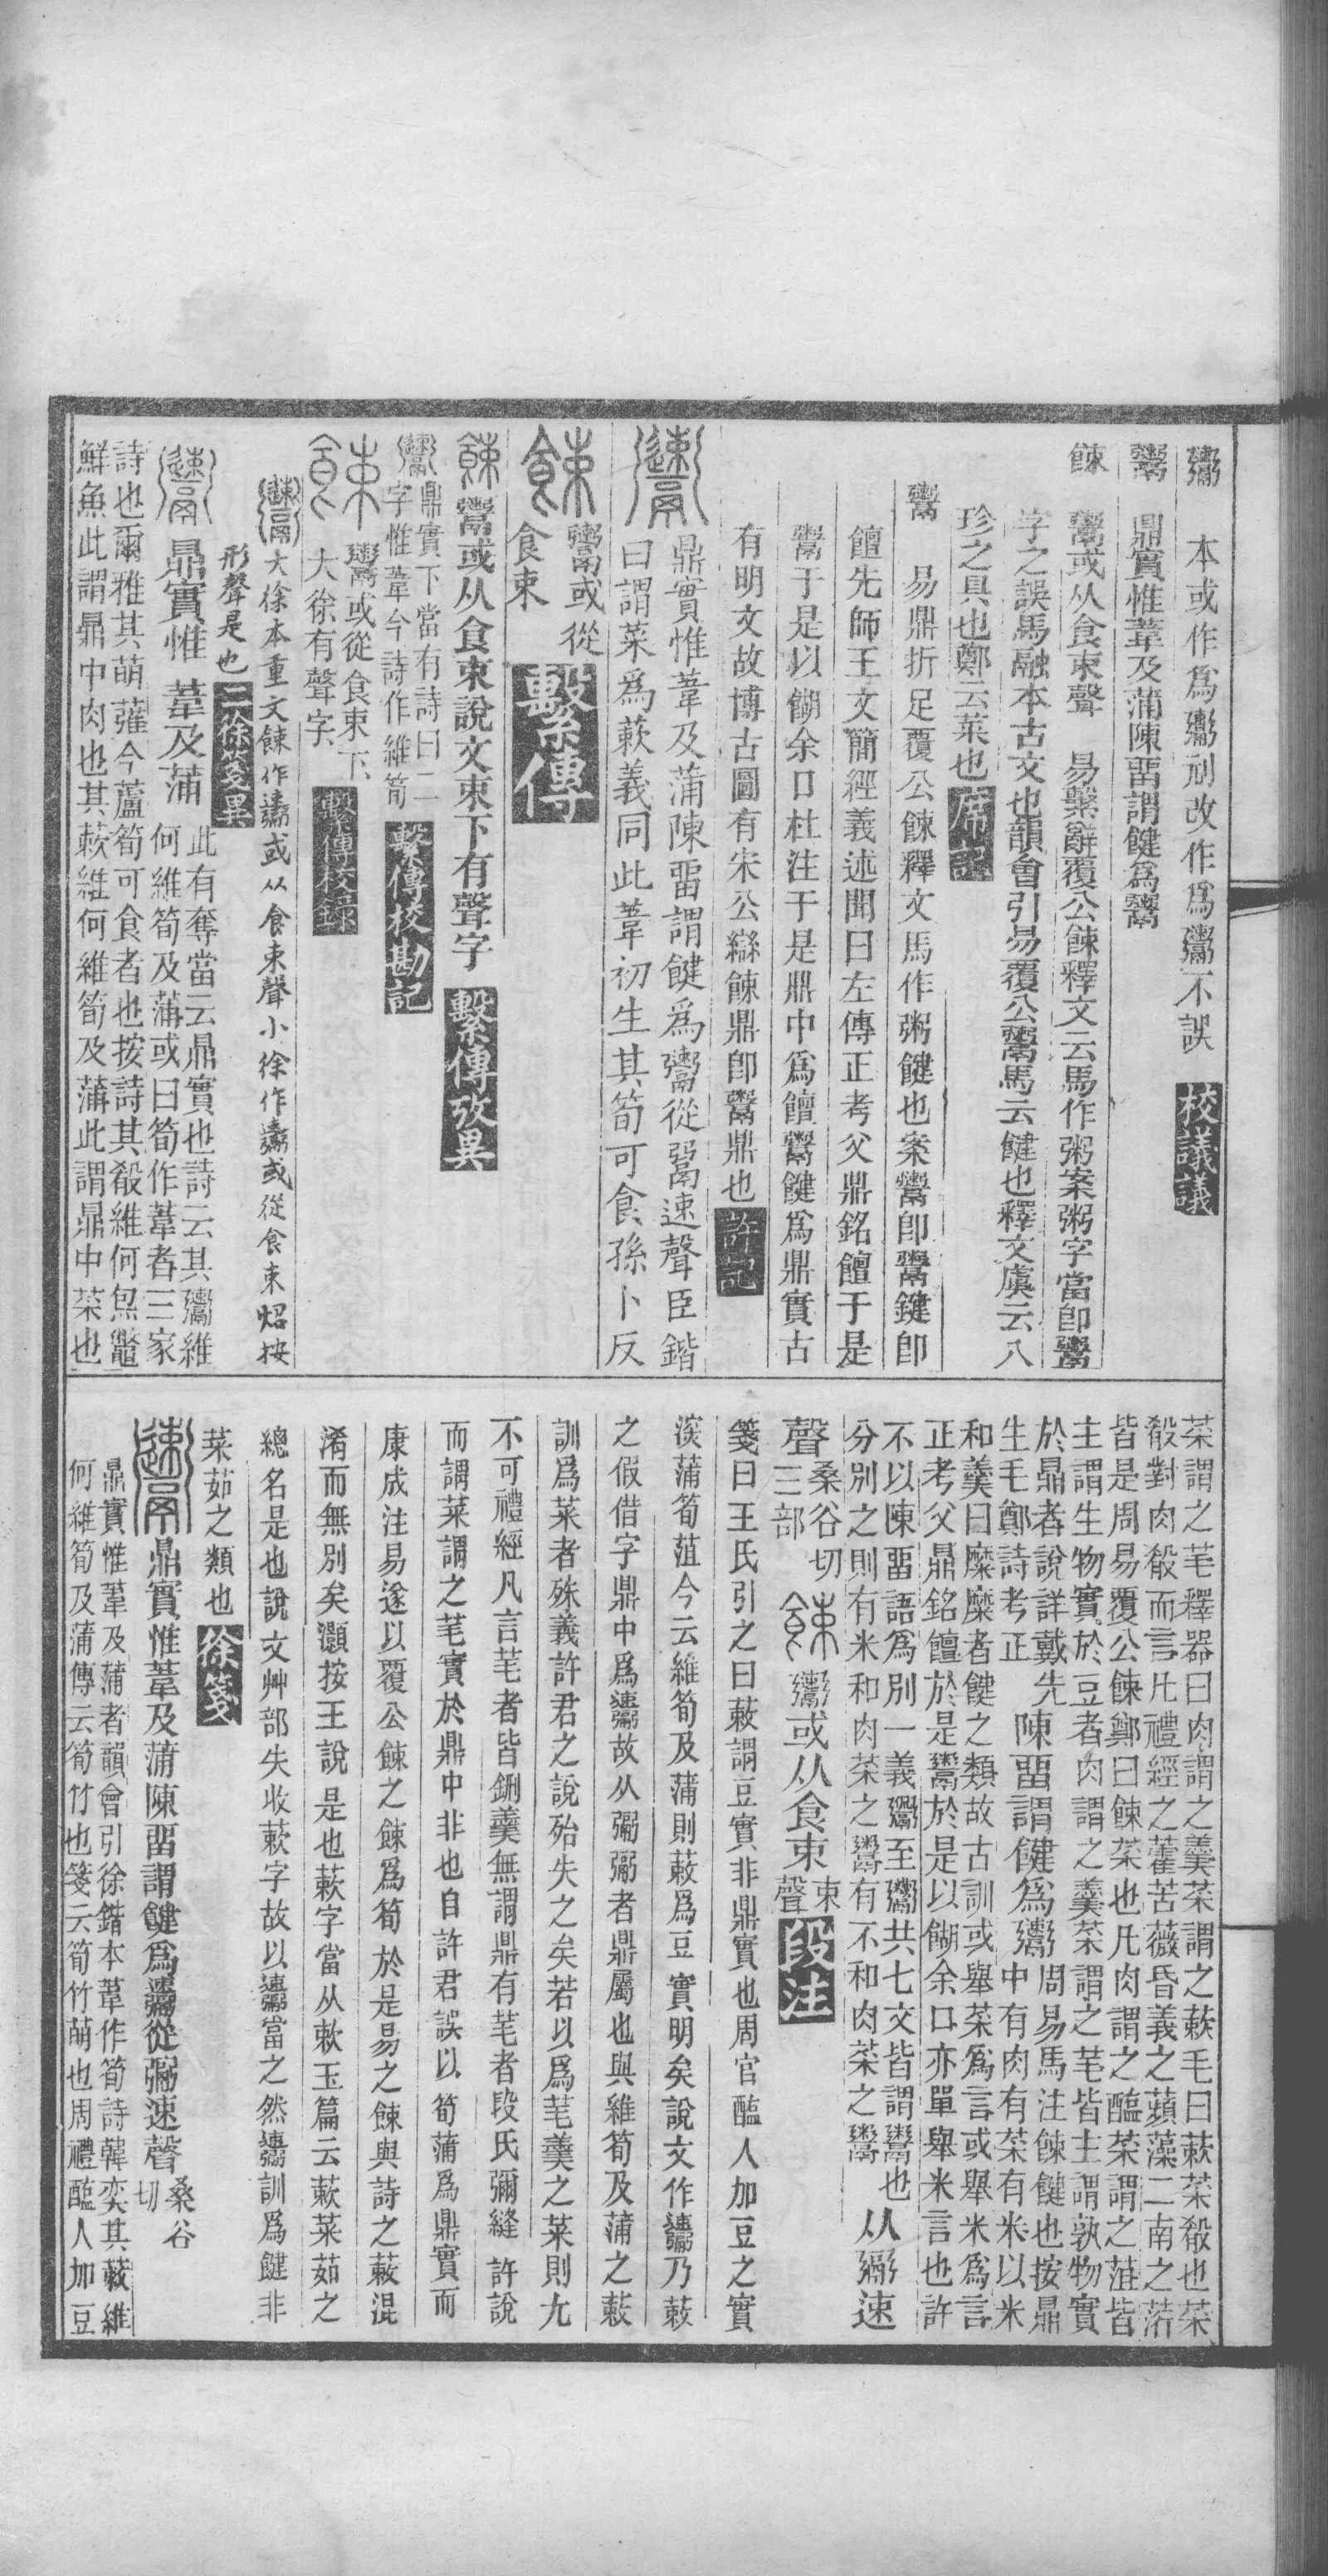 本或作爲䰞刑改作爲䰞不誤 校議議
鼎實惟葦及蒲陳畱謂鍵爲鬻
餗 鬻或从食束聲 易繫辭覆公餗釋文云馬作粥案粥字當卽鬻
字之誤馬融本古文也韻會引易覆公鬻馬云鍵也釋文虞云八
珍之具也鄭云菜也 席記
鬻 易鼎折足覆公餗釋文馬作粥鍵也案鬻卽鬻鍵卽
饘先師王文簡經義述聞曰左傳正考父鼎銘饘于是
鬻于是以餬余口杜注于是鼎中爲饘鬻鍵爲鼎實古
有明文故博古圖有宋公䜌餗鼎卽鬻鼎也 許記
鼎實惟葦及蒲陳畱謂鍵爲鬻從䰜速聲臣鍇
曰謂菜爲蔌義同此葦初生其筍可食孫卜反
餗 鬻或從
食束 繫傳
餗 鬻或从食束說文束下有聲字 繫傳攷異
鼎實下當有詩曰二
字惟葦今詩作維筍 繫傳校勘記
餗 鬻或從食束下
大徐有聲字 繫傳校錄
大徐本重文餗作鬻或从食束聲小徐作鬻或從食束炤按
形聲是也 二徐箋異
鼎實惟葦及蒲 此有奪當云鼎實也詩云其鬻維
何維筍及蒲或曰筍作葦者三家
詩也爾雅其萌虇今蘆筍可食者也按詩其殽維何炰鼈
鮮魚此謂鼎中肉也其蔌維何維筍及蒲此謂鼎中菜也
菜謂之芼釋器曰肉謂之羹菜謂之蔌毛曰蔌菜殽也菜
殽對肉殽而言凡禮經之藿苦薇昏義之蘋藻二南之荇
皆是周易覆公餗鄭曰餗菜也凡肉謂之醢菜謂之菹皆
主謂生物實於豆者肉謂之羹菜謂之芼皆主謂孰物實
於鼎者說詳戴先
生毛鄭詩考正 陳畱謂鍵爲鬻 周易馬注餗鍵也按鼎
中有肉有菜有米以米
和羹曰糜糜者鍵之類故古訓或舉菜爲言或舉米爲言
正考父鼎銘饘於是鬻於是以餬余口亦單舉米言也許
不以陳畱語爲別一義鬻至鬻共七文皆謂鬻也
分別之則有米和肉菜之鬻有不和肉菜之鬻 从䰜速
聲 桑谷切
三部 餗 鬻或从食束 束
聲 段注
箋曰王氏引之曰蔌謂豆實非鼎實也周官醢人加豆之實
深蒲筍菹今云維筍及蒲則蔌爲豆實明矣說文作鬻乃蔌
之假借字鼎中爲鬻故从䰜䰜者鼎屬也與維筍及蒲之蔌
訓爲菜者殊義許君之說殆失之矣若以爲芼羹之菜則尤
不可禮經凡言芼者皆鉶羹無謂鼎有芼者段氏彌縫許說
而謂菜謂之芼實於鼎中非也自許君誤以筍蒲爲鼎實而
康成注易遂以覆公餗之餗爲筍於是易之餗與詩之蔌混
淆而無別矣灝按王說是也蔌字當从欶玉篇云蔌菜茹之
總名是也說文艸部失收蔌字故以鬻當之然鬻訓爲鍵非
菜茹之類也 徐箋
鼎實惟葦及蒲陳畱謂鍵爲鬻從䰜速聲 桑谷
切
鼎實惟葦及蒲者韻會引徐鍇本葦作筍詩韓奕其蔌維
何維筍及蒲傳云筍竹也箋云筍竹萌也周禮醢人加豆